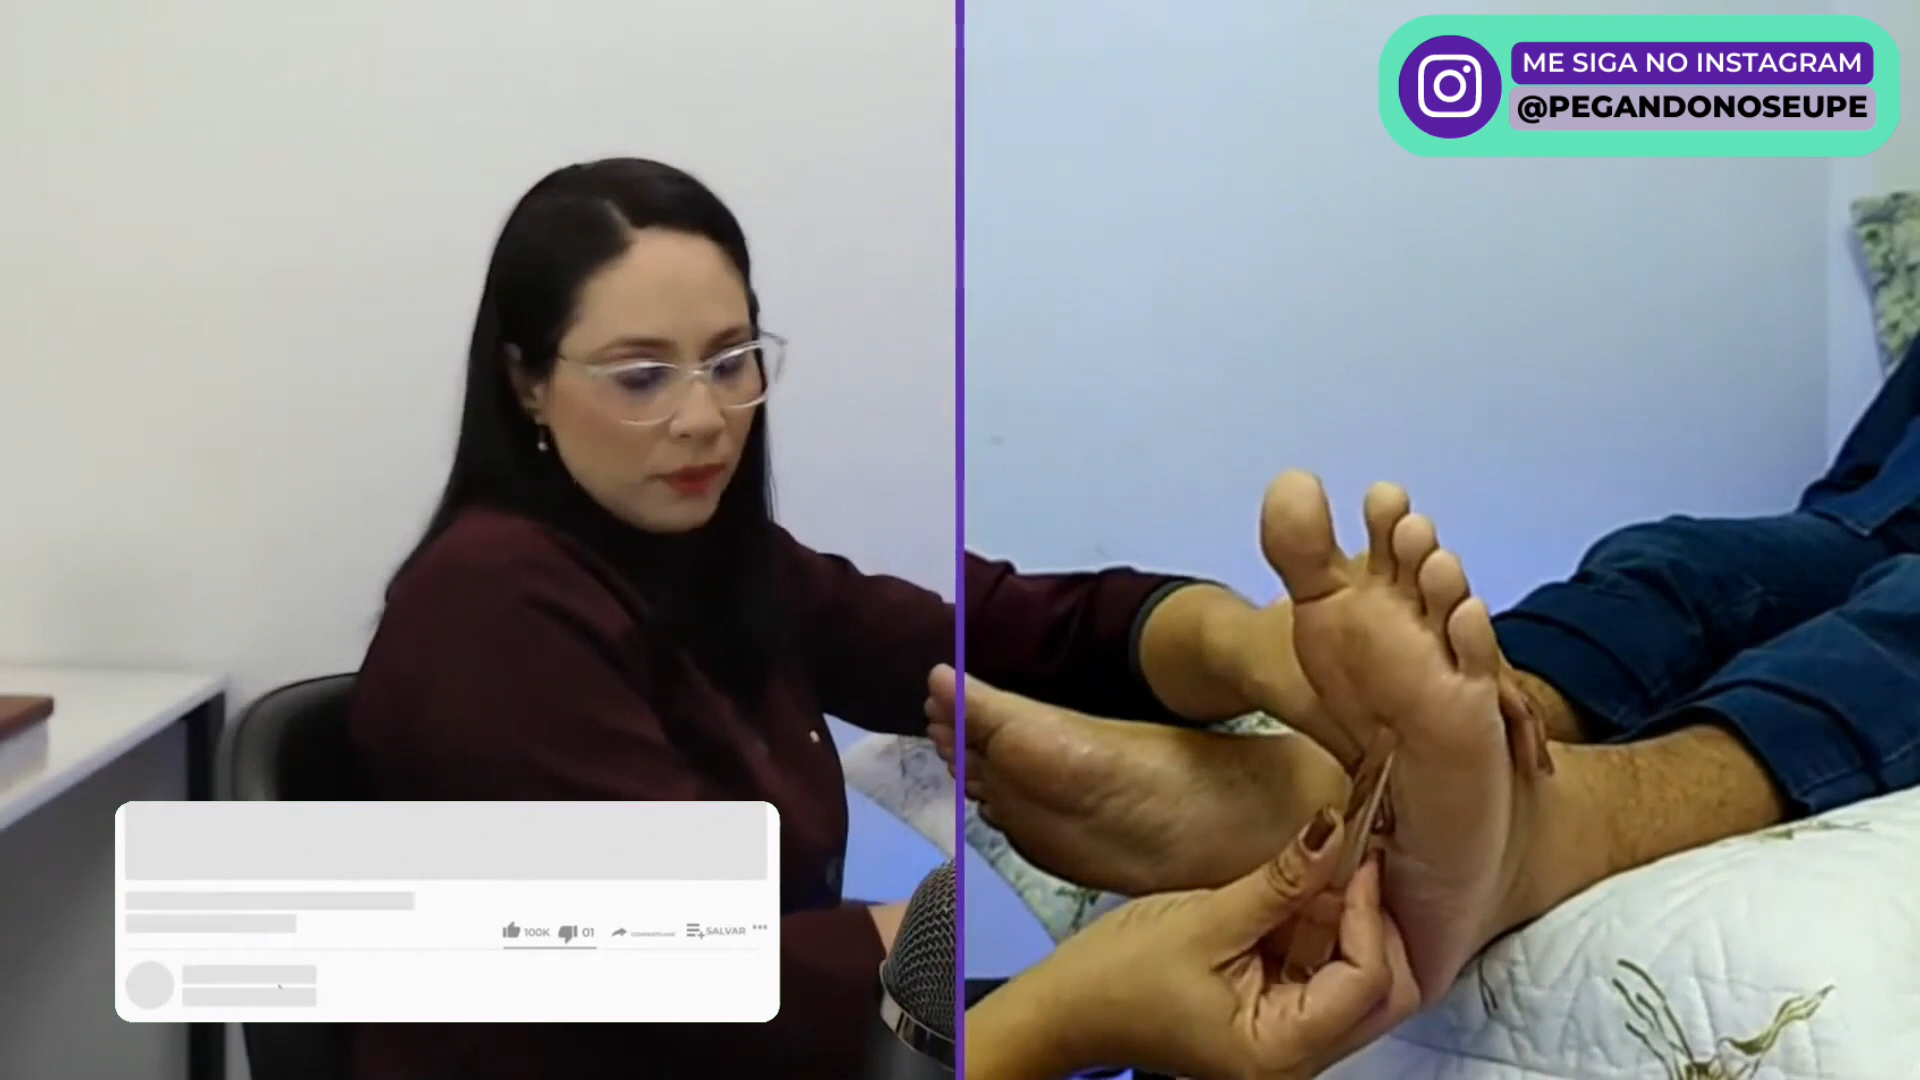 ME SIGA NO INSTAGRAM
@PEGANDONOSEUPE
100K
01
SALVAR